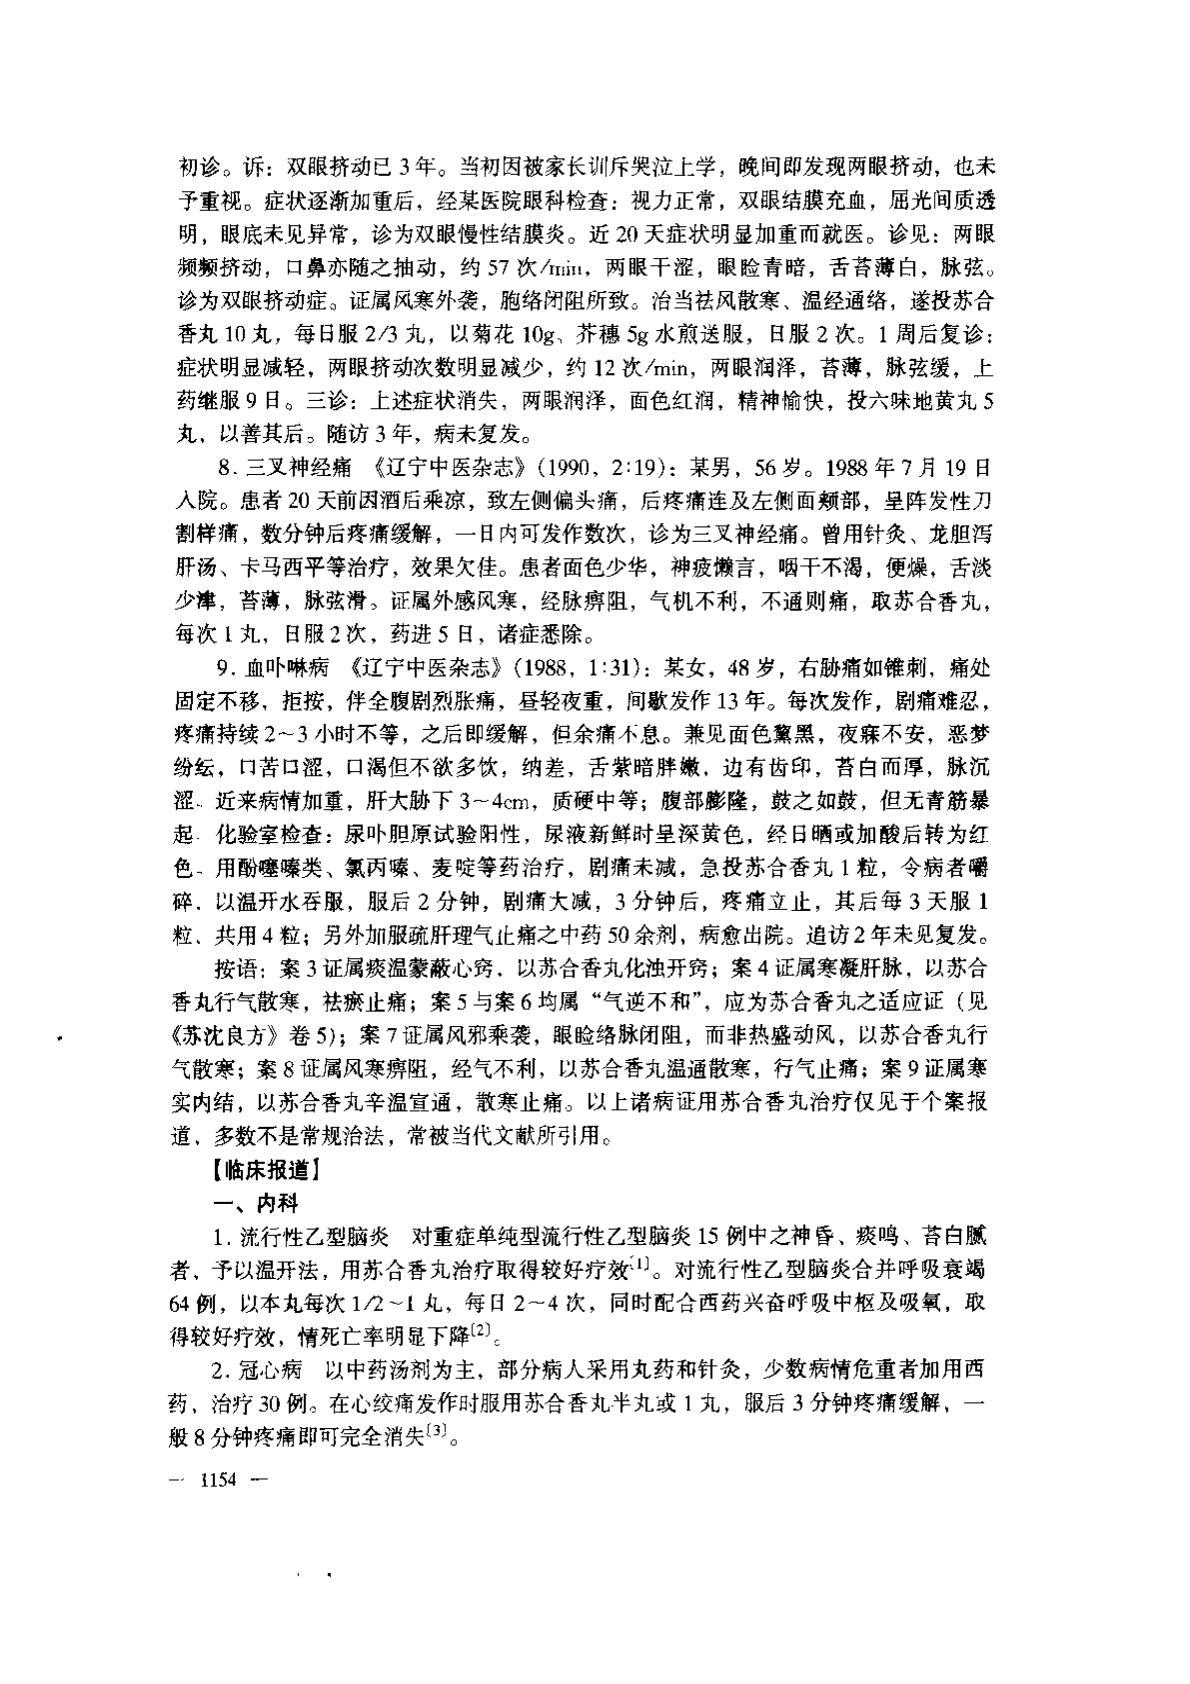 初诊。诉：双眼挤动已 3 年。当初因被家长训斥哭泣上学，晚间即发现两眼挤动，也未
予重视。症状逐渐加重后，经某医院眼科检查：视力正常，双眼结膜充血，屈光间质透
明，眼底未见异常，诊为双眼慢性结膜炎。近 20 天症状明显加重而就医。诊见：两眼
频频挤动，口鼻亦随之抽动，约 57 次/min，两眼干涩，眼睑青暗，舌苔薄白，脉弦。
诊为双眼挤动症。证属风寒外袭，胞络闭阻所致。治当祛风散寒、温经通络，遂投苏合
香丸 10 丸，每日服 2/3 丸，以菊花 10g、芥穗 5g 水煎送服，日服 2 次。1 周后复诊：
症状明显减轻，两眼挤动次数明显减少，约 12 次/min，两眼润泽，苔薄，脉弦缓，上
药继服 9 日。三诊：上述症状消失，两眼润泽，面色红润，精神愉快，投六味地黄丸 5
丸，以善其后。随访 3 年，病未复发。
8. 三叉神经痛 《辽宁中医杂志》（1990，2:19）：某男，56 岁。1988 年 7 月 19 日
入院。患者 20 天前因酒后乘凉，致左侧偏头痛，后疼痛连及左侧面颊部，呈阵发性刀
割样痛，数分钟后疼痛缓解，一日内可发作数次，诊为三叉神经痛。曾用针灸、龙胆泻
肝汤、卡马西平等治疗，效果欠佳。患者面色少华，神疲懒言，咽干不渴，便燥，舌淡
少津，苔薄，脉弦滑。证属外感风寒，经脉痹阻，气机不利，不通则痛，取苏合香丸，
每次 1 丸，日服 2 次，药进 5 日，诸症悉除。
9. 血卟啉病 《辽宁中医杂志》（1988，1:31）：某女，48 岁，右胁痛如锥刺，痛处
固定不移，拒按，伴全腹剧烈胀痛，昼轻夜重，间歇发作 13 年。每次发作，剧痛难忍，
疼痛持续 2～3 小时不等，之后即缓解，但余痛不息。兼见面色黧黑，夜寐不安，恶梦
纷纭，口苦口涩，口渴但不欲多饮，纳差，舌紫暗胖嫩，边有齿印，苔白而厚，脉沉
涩。近来病情加重，肝大胁下 3～4cm，质硬中等；腹部膨隆，鼓之如鼓，但无青筋暴
起。化验室检查：尿卟胆原试验阳性，尿液新鲜时呈深黄色，经日晒或加酸后转为红
色。用酚噻嗪类、氯丙嗪、麦啶等药治疗，剧痛未减，急投苏合香丸 1 粒，令病者嚼
碎，以温开水吞服，服后 2 分钟，剧痛大减，3 分钟后，疼痛立止，其后每 3 天服 1
粒，共用 4 粒；另外加服疏肝理气止痛之中药 50 余剂，病愈出院。追访 2 年未见复发。
按语：案 3 证属痰温蒙蔽心窍，以苏合香丸化浊开窍；案 4 证属寒凝肝脉，以苏合
香丸行气散寒，祛瘀止痛；案 5 与案 6 均属“气逆不和”，应为苏合香丸之适应证（见
《苏沈良方》卷 5）；案 7 证属风邪乘袭，眼睑络脉闭阻，而非热盛动风，以苏合香丸行
气散寒；案 8 证属风寒痹阻，经气不利，以苏合香丸温通散寒，行气止痛；案 9 证属寒
实内结，以苏合香丸辛温宣通，散寒止痛。以上诸病证用苏合香丸治疗仅见于个案报
道，多数不是常规治法，常被当代文献所引用。
【临床报道】
一、内科
1. 流行性乙型脑炎 对重症单纯型流行性乙型脑炎 15 例中之神昏、痰鸣、苔白腻
者，予以温开法，用苏合香丸治疗取得较好疗效〔1〕。对流行性乙型脑炎合并呼吸衰竭
64 例，以本丸每次 1/2～1 丸，每日 2～4 次，同时配合西药兴奋呼吸中枢及吸氧，取
得较好疗效，情死亡率明显下降〔2〕。
2. 冠心病 以中药汤剂为主，部分病人采用丸药和针灸，少数病情危重者加用西
药，治疗 30 例。在心绞痛发作时服用苏合香丸半丸或 1 丸，服后 3 分钟疼痛缓解，一
般 8 分钟疼痛即可完全消失〔3〕。
— 1154 —